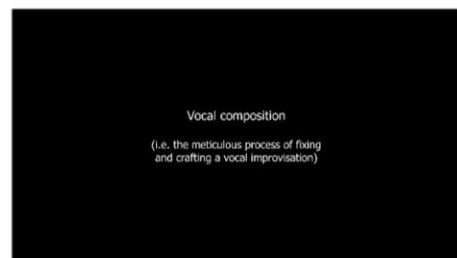 Vocal composition
(i.e. the meticulous process of fixing
and crafting a vocal improvisation)